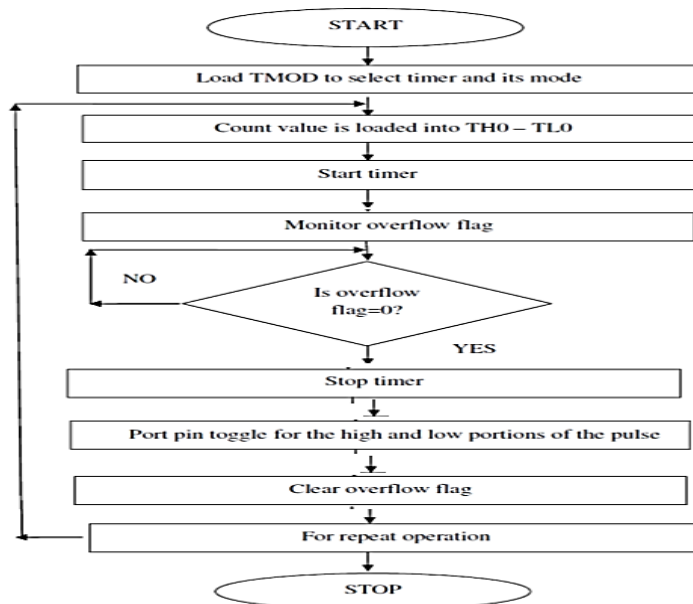 START
Load TMOD to select timer and its mode
Count value is loaded into TH0 – TL0
Start timer
Monitor overflow flag
NO
Is overflow
flag=0?
YES
Stop timer
Port pin toggle for the high and low portions of the pulse
Clear overflow flag
For repeat operation
STOP